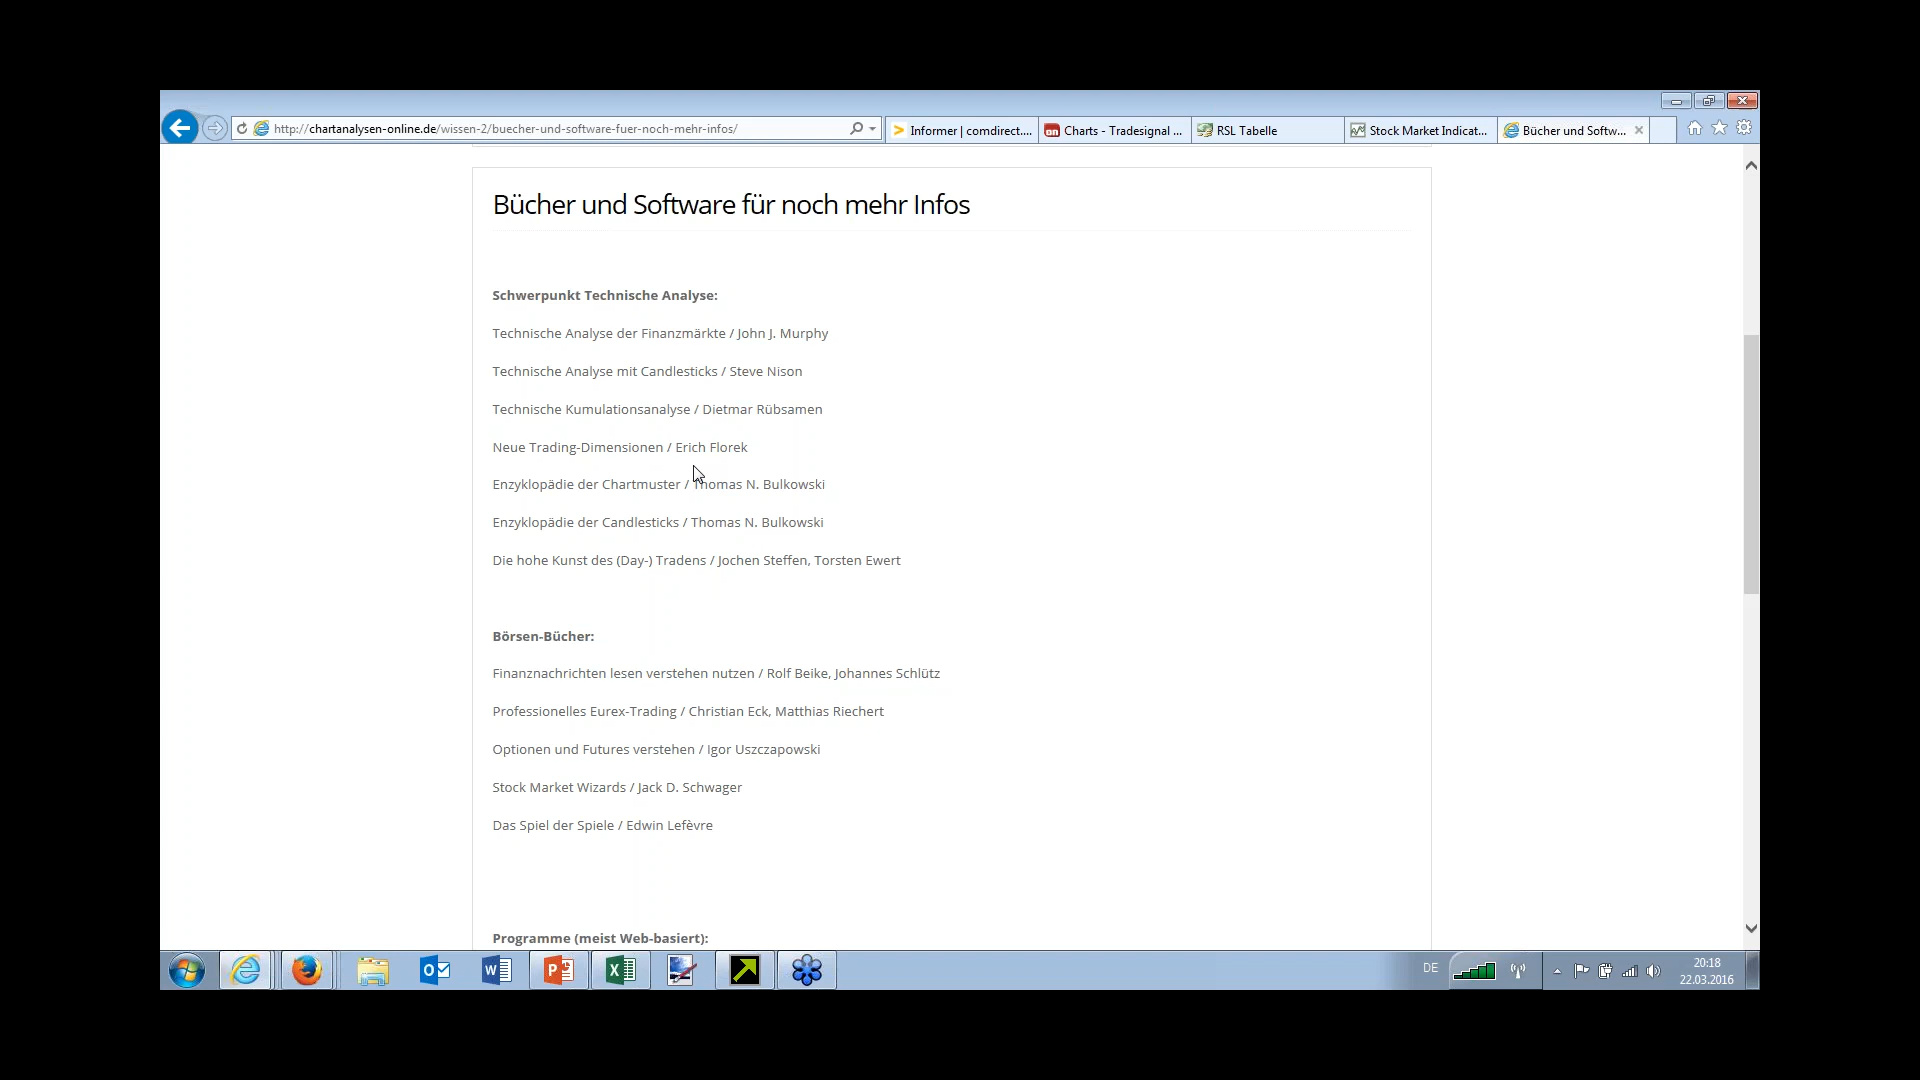 http://chartanalysen-online.de/wissen-2/buecher-und-software-fuer-noch-mehr-infos/
Informer | comdirect....
Charts - Tradesignal ...
RSL Tabelle
Stock Market Indicat...
Bücher und Softw...
Bücher und Software für noch mehr Infos
Schwerpunkt Technische Analyse:
Technische Analyse der Finanzmärkte / John J. Murphy
Technische Analyse mit Candlesticks / Steve Nison
Technische Kumulationsanalyse / Dietmar Rübsamen
Neue Trading-Dimensionen / Erich Florek
Enzyklopädie der Chartmuster / Thomas N. Bulkowski
Enzyklopädie der Candlesticks / Thomas N. Bulkowski
Die hohe Kunst des (Day-) Tradens / Jochen Steffen, Torsten Ewert
Börsen-Bücher:
Finanznachrichten lesen verstehen nutzen / Rolf Beike, Johannes Schlütz
Professionelles Eurex-Trading / Christian Eck, Matthias Riechert
Optionen und Futures verstehen / Igor Uszczapowski
Stock Market Wizards / Jack D. Schwager
Das Spiel der Spiele / Edwin Lefèvre
Programme (meist Web-basiert):
DE
20:18
22.03.2016